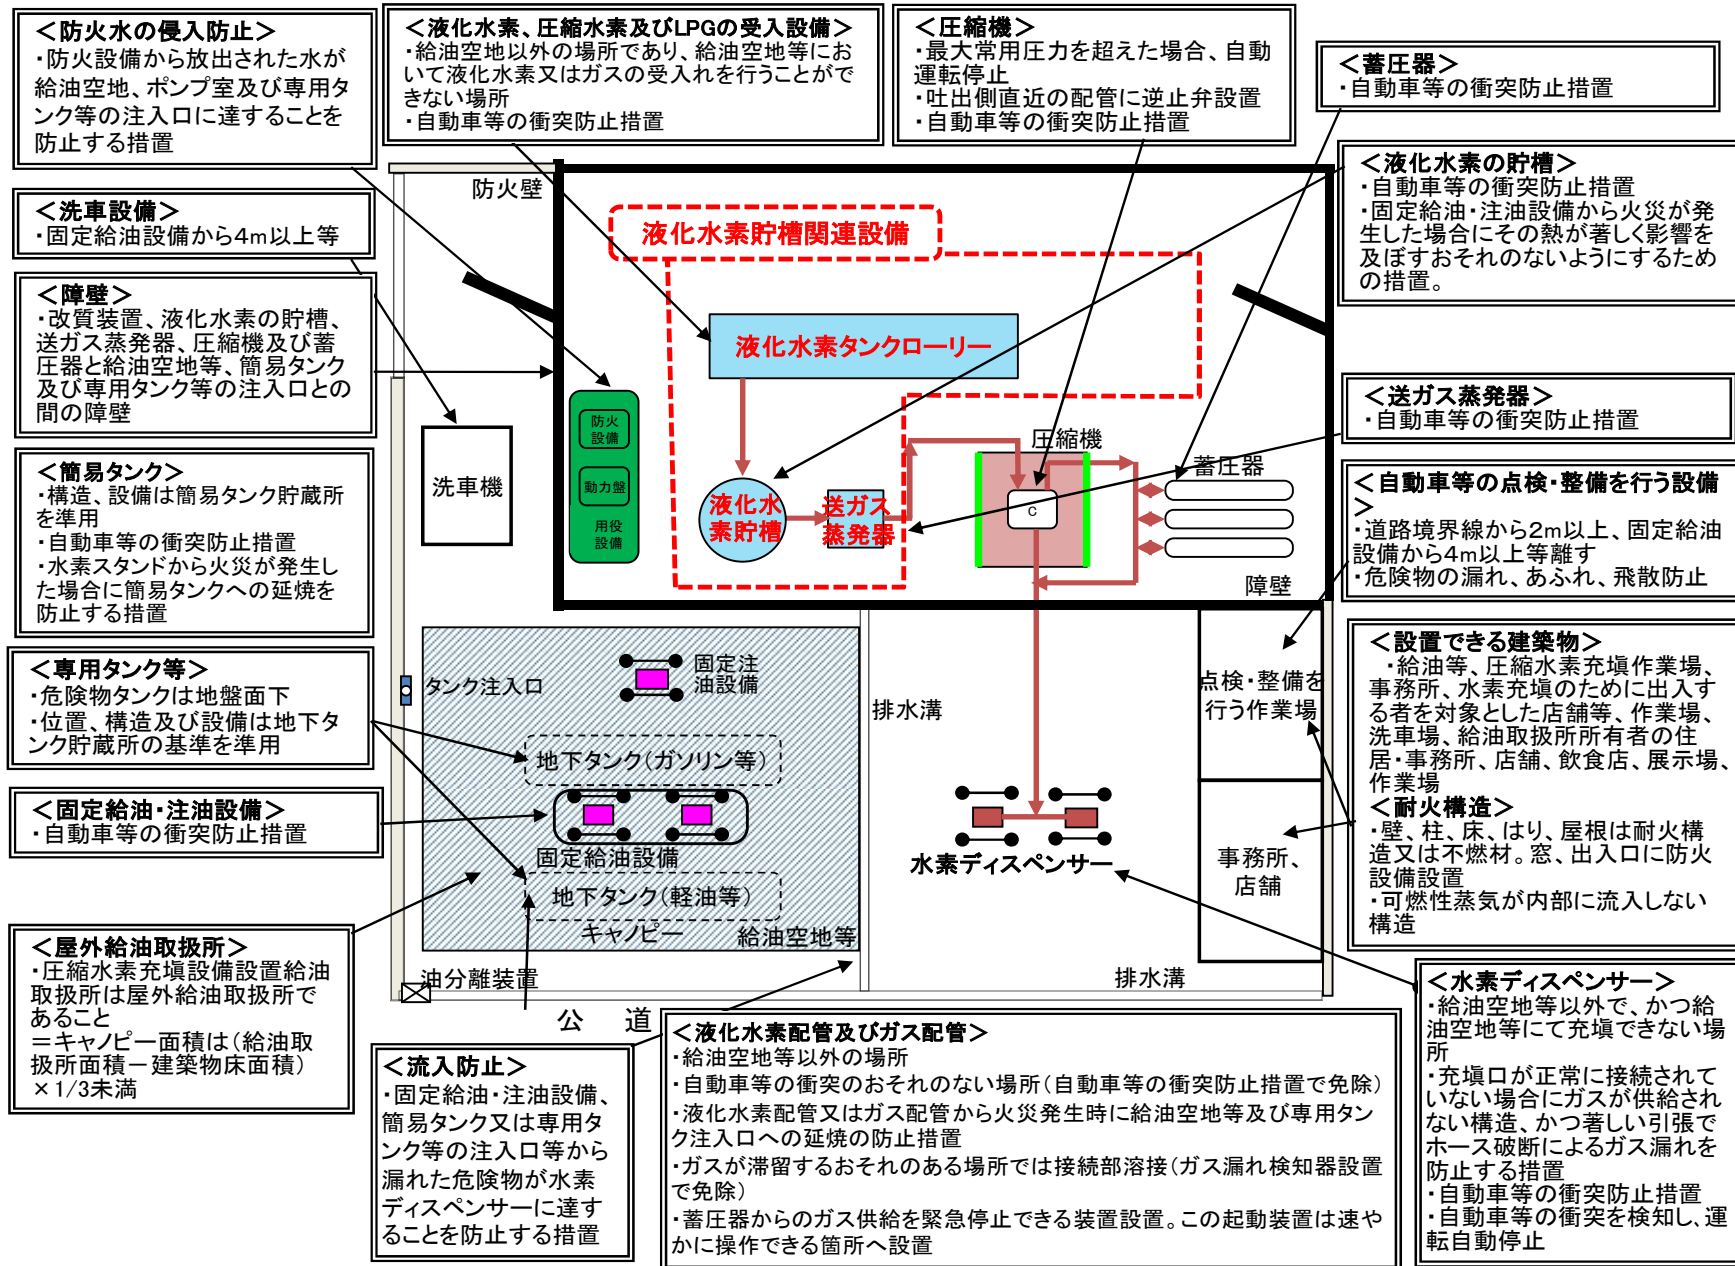 ＜防火水の侵入防止＞
・防火設備から放出された水が
給油空地、ポンプ室及び専用タ
ンク等の注入口に達することを
防止する措置
＜液化水素、圧縮水素及びLPGの受入設備＞
・給油空地以外の場所であり、給油空地等にお
いて液化水素又はガスの受入れを行うことがで
きない場所
・自動車等の衝突防止措置
＜圧縮機＞
・最大常用圧力を超えた場合、自動
運転停止
・吐出側直近の配管に逆止弁設置
・自動車等の衝突防止措置
＜蓄圧器＞
・自動車等の衝突防止措置
＜液化水素の貯槽＞
・自動車等の衝突防止措置
・固定給油・注油設備から火災が発
生した場合にその熱が著しく影響を
及ぼすおそれのないようにするため
の措置。
＜洗車設備＞
・固定給油設備から4m以上等
＜障壁＞
・改質装置、液化水素の貯槽、
送ガス蒸発器、圧縮機及び蓄
圧器と給油空地等、簡易タンク
及び専用タンク等の注入口との
間の障壁
＜簡易タンク＞
・構造、設備は簡易タンク貯蔵所
を準用
・自動車等の衝突防止措置
・水素スタンドから火災が発生し
た場合に簡易タンクへの延焼を
防止する措置
＜専用タンク等＞
・危険物タンクは地盤面下
・位置、構造及び設備は地下タ
ンク貯蔵所の基準を準用
＜固定給油・注油設備＞
・自動車等の衝突防止措置
＜屋外給油取扱所＞
・圧縮水素充塡設備設置給油
取扱所は屋外給油取扱所で
あること
＝キャノピー面積は（給油取
扱所面積－建築物床面積）
×1/3未満
防火壁
液化水素貯槽関連設備
液化水素タンクローリー
防火
設備
動力盤
用役
設備
洗車機
液化水
素貯槽
送ガス
蒸発器
圧縮機
C
蓄圧器
障壁
タンク注入口
固定注
油設備
排水溝
地下タンク（ガソリン等）
固定給油設備
地下タンク（軽油等）
キャノピー
給油空地等
油分離装置
公　道
水素ディスペンサー
点検・整備を
行う作業場
事務所、
店舗
排水溝
＜送ガス蒸発器＞
・自動車等の衝突防止措置
＜自動車等の点検・整備を行う設備
＞
・道路境界線から2m以上、固定給油
設備から4m以上等離す
・危険物の漏れ、あふれ、飛散防止
＜設置できる建築物＞
・給油等、圧縮水素充塡作業場、
事務所、水素充塡のために出入す
る者を対象とした店舗等、作業場、
洗車場、給油取扱所所有者の住
居・事務所、店舗、飲食店、展示場、
作業場
＜耐火構造＞
・壁、柱、床、はり、屋根は耐火構
造又は不燃材。窓、出入口に防火
設備設置
・可燃性蒸気が内部に流入しない
構造
＜流入防止＞
・固定給油・注油設備、
簡易タンク又は専用タ
ンク等の注入口等から
漏れた危険物が水素
ディスペンサーに達す
ることを防止する措置
＜液化水素配管及びガス配管＞
・給油空地等以外の場所
・自動車等の衝突のおそれのない場所（自動車等の衝突防止措置で免除）
・液化水素配管又はガス配管から火災発生時に給油空地等及び専用タン
ク注入口への延焼の防止措置
・ガスが滞留するおそれのある場所では接続部溶接（ガス漏れ検知器設置
で免除）
・蓄圧器からのガス供給を緊急停止できる装置設置。この起動装置は速や
かに操作できる箇所へ設置
＜水素ディスペンサー＞
・給油空地等以外で、かつ給
油空地等にて充塡できない場
所
・充塡口が正常に接続されて
いない場合にガスが供給され
ない構造、かつ著しい引張で
ホース破断によるガス漏れを
防止する措置
・自動車等の衝突防止措置
・自動車等の衝突を検知し、運
転自動停止